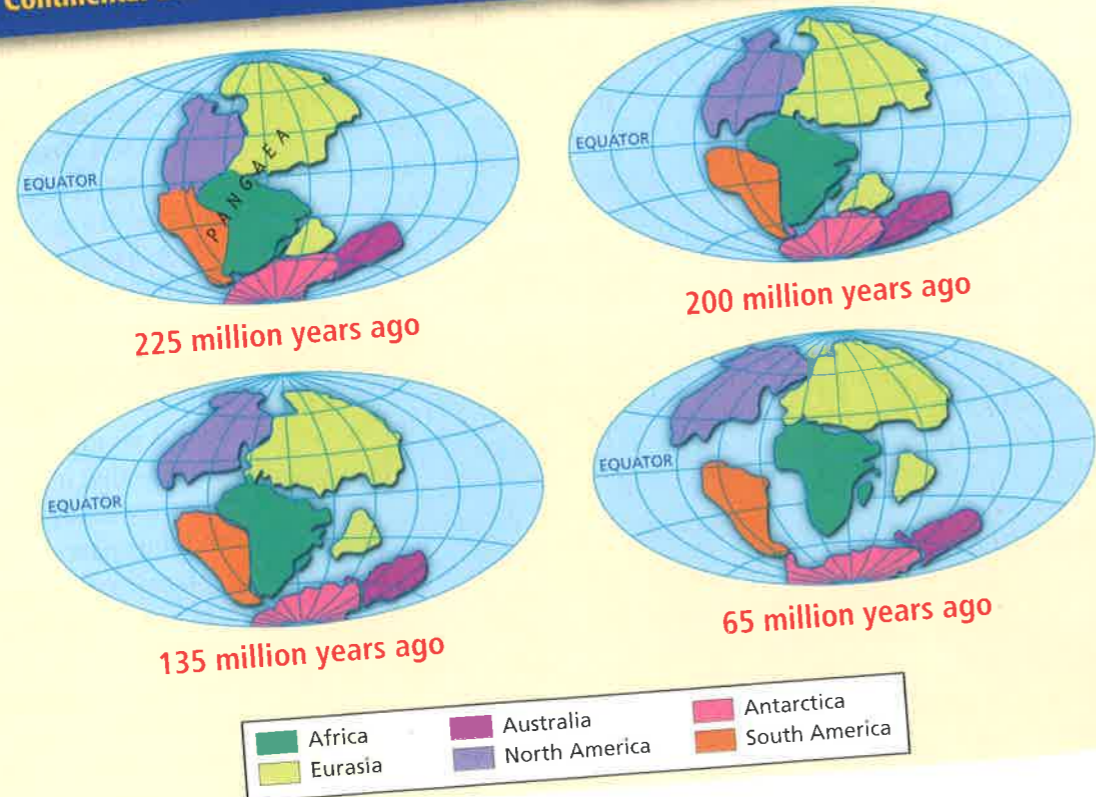 Continental
EQUATOR
PANGAEA
225 million years ago
EQUATOR
200 million years ago
EQUATOR
135 million years ago
EQUATOR
65 million years ago
Africa
Eurasia
Australia
North America
Antarctica
South America